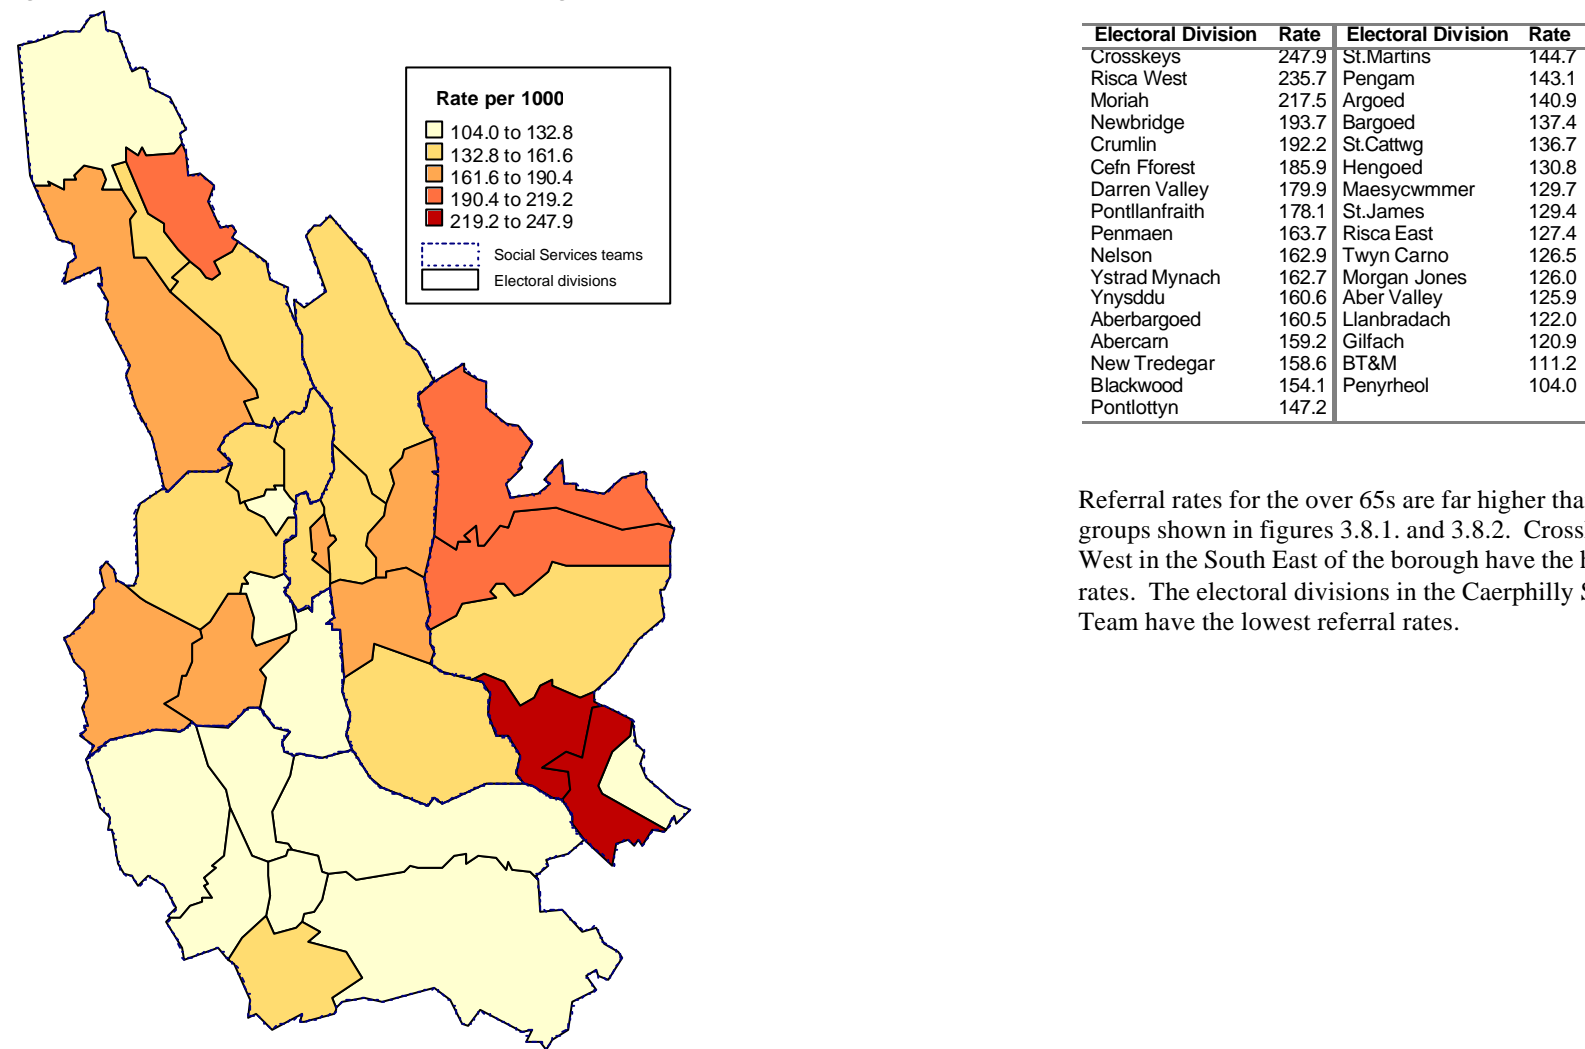 Rate per 1000
104.0 to 132.8
132.8 to 161.6
161.6 to 190.4
190.4 to 219.2
219.2 to 247.9
Social Services teams
Electoral divisions
Electoral Division Rate Electoral Division Rate
Crosskeys 247.9 St.Martins 144.7
Risca West 235.7 Pengam 143.1
Moriah 217.5 Argoed 140.9
Newbridge 193.7 Bargoed 137.4
Crumlin 192.2 St.Cattwg 136.7
Cefn Fforest 185.9 Hengoed 130.8
Darren Valley 179.9 Maesycwmmer 129.7
Pontllanfraith 178.1 St.James 129.4
Penmaen 163.7 Risca East 127.4
Nelson 162.9 Twyn Carno 126.5
Ystrad Mynach 162.7 Morgan Jones 126.0
Ynysddu 160.6 Aber Valley 125.9
Aberbargoed 160.5 Llanbradach 122.0
Abercarn 159.2 Gilfach 120.9
New Tredegar 158.6 BT&M 111.2
Blackwood 154.1 Penyrheol 104.0
Pontlottyn 147.2
Referral rates for the over 65s are far higher tha
groups shown in figures 3.8.1. and 3.8.2. Cross
West in the South East of the borough have the h
rates. The electoral divisions in the Caerphilly S
Team have the lowest referral rates.